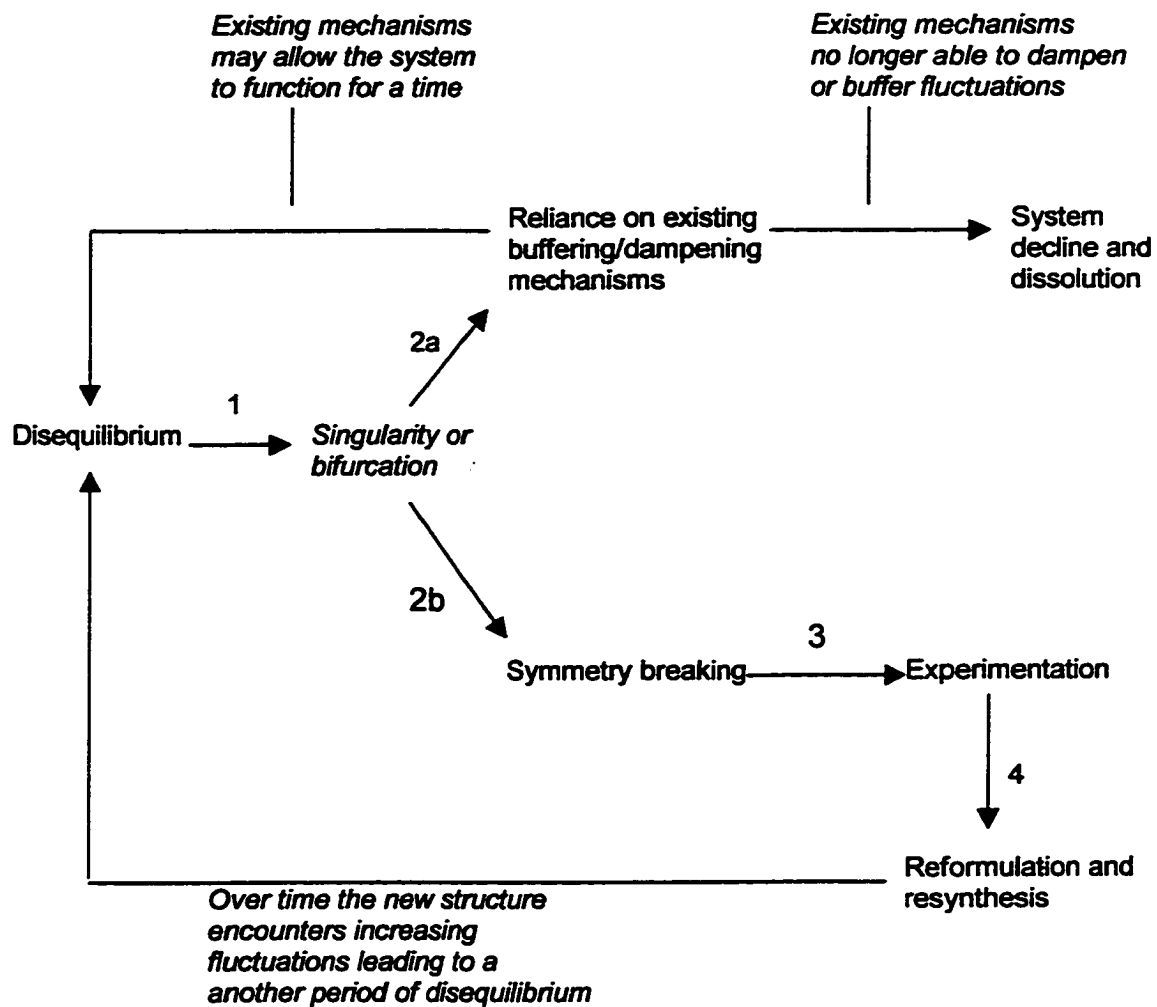 Existing mechanisms
may allow the system
to function for a time
Existing mechanisms
no longer able to dampen
or buffer fluctuations
Reliance on existing
buffering/dampening
mechanisms
System
decline and
dissolution
2a
1
Disequilibrium
Singularity or
bifurcation
2b
Symmetry breaking
3
Experimentation
4
Reformulation and
resynthesis
Over time the new structure
encounters increasing
fluctuations leading to a
another period of disequilibrium